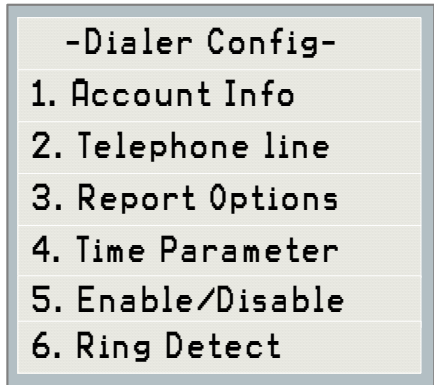 -Dialer Config-
1. Account Info
2. Telephone line
3. Report Options
4. Time Parameter
5. Enable/Disable
6. Ring Detect